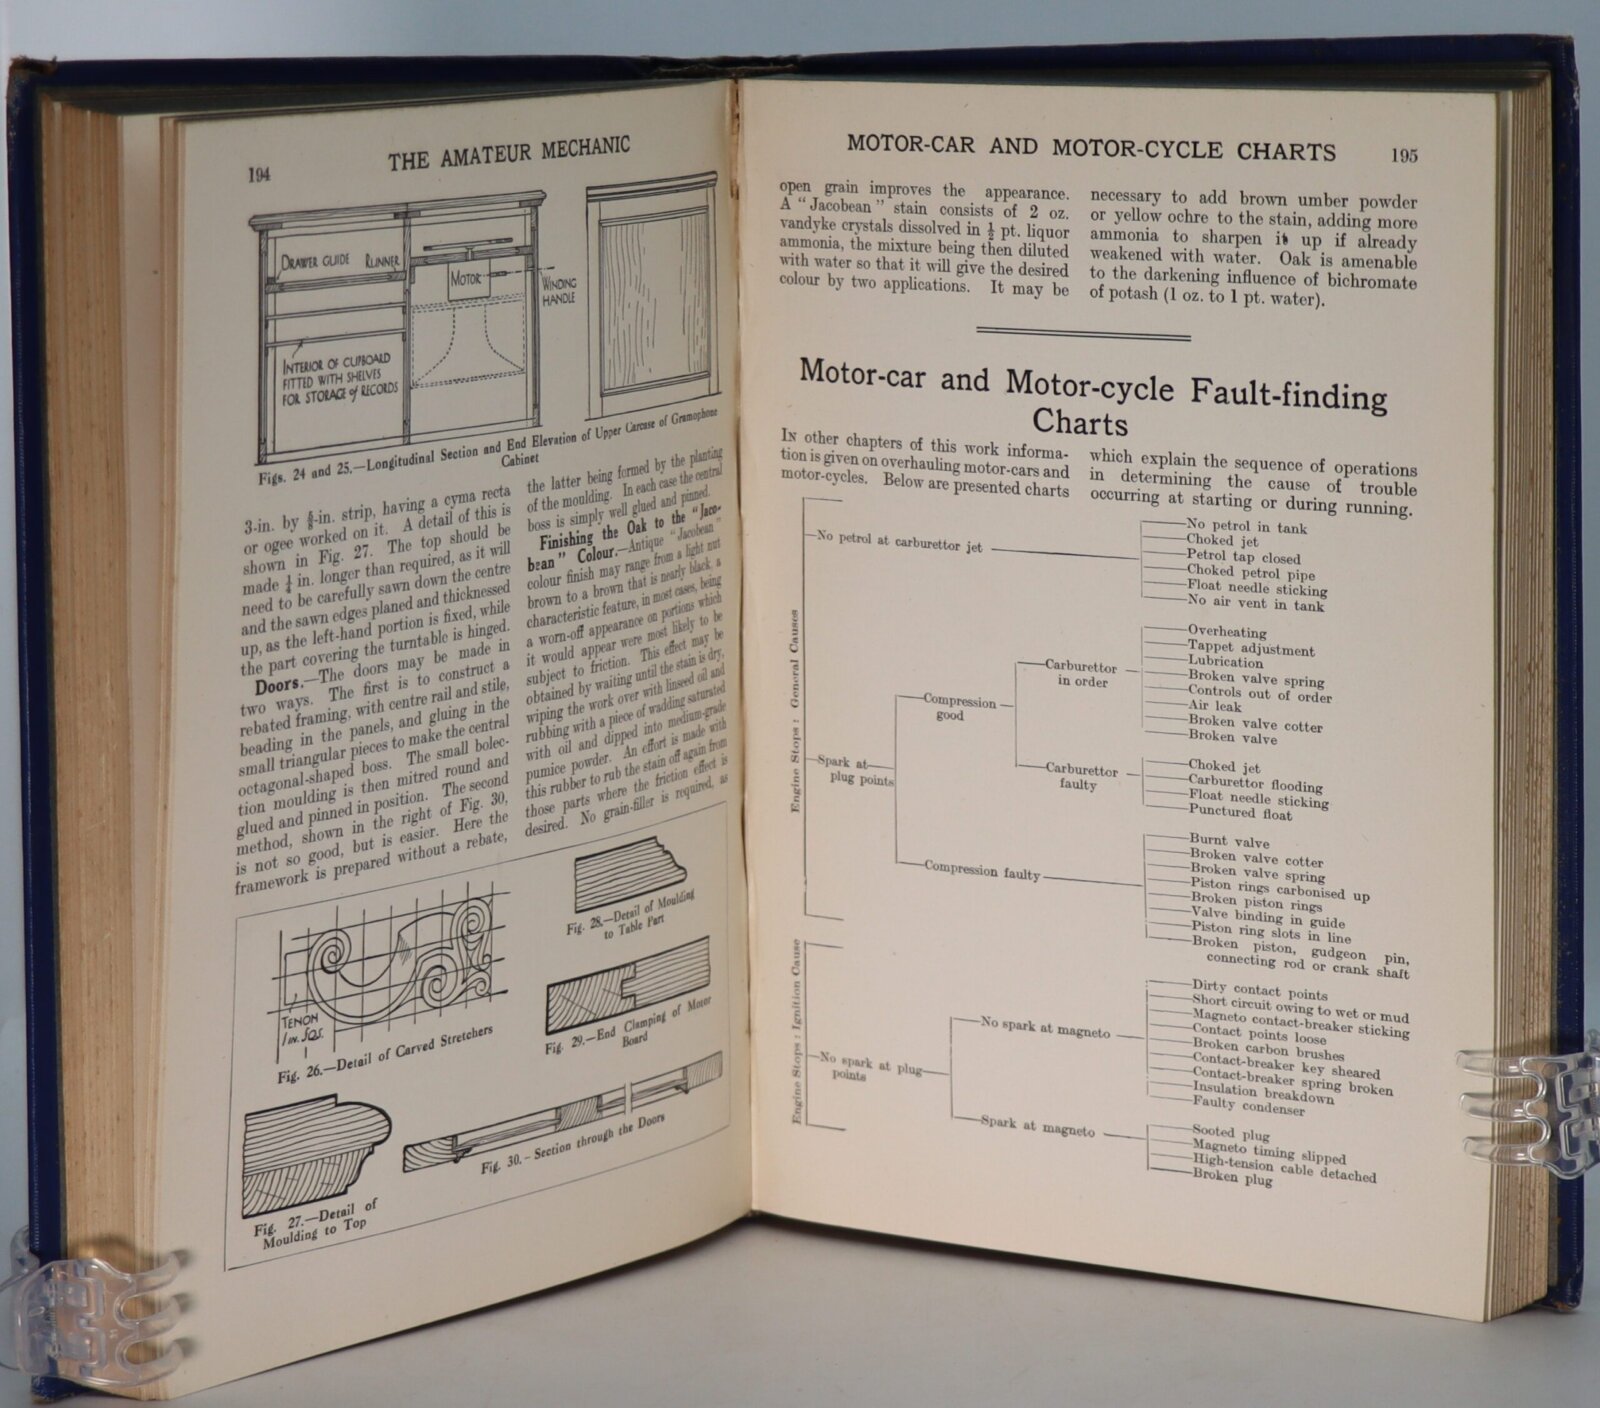 194
THE AMATEUR MECHANIC
DRAWER GUIDE RUNNER
MOTOR
WINDING
HANDLE
INTERIOR OF CUPBOARD
FITTED WITH SHELVES
FOR STORAGE of RECORDS
Figs. 24 and 25.—Longitudinal Section and End Elevation of Upper Carcase of Gramophone
Cabinet
3-in. by ⅝-in. strip, having a cyma recta
or ogee worked on it. A detail of this is
shown in Fig. 27. The top should be
made ¼ in. longer than required, as it will
need to be carefully sawn down the centre
and the sawn edges planed and thicknessed
up, as the left-hand portion is fixed, while
the part covering the turntable is hinged.
Doors.—The doors may be made in
two ways. The first is to construct a
rebated framing, with centre rail and stile,
beading in the panels, and gluing in the
small triangular pieces to make the central
octagonal-shaped boss. The small bolec-
tion moulding is then mitred round and
glued and pinned in position. The second
method, shown in the right of Fig. 30,
is not so good, but is easier. Here the
framework is prepared without a rebate,
the latter being formed by the planting
of the moulding. In each case the central
boss is simply well glued and pinned.
Finishing the Oak to the "Jaco-
bean" Colour.—Antique "Jacobean"
colour finish may range from a light nut
brown to a brown that is nearly black, a
characteristic feature, in most cases, being
a worn-off appearance on portions which
it would appear were most likely to be
subject to friction. This effect may be
obtained by waiting until the stain is dry,
wiping the work over with linseed oil and
rubbing with a piece of wadding saturated
with oil and dipped into medium-grade
pumice powder. An effort is made with
this rubber to rub the stain off again from
those parts where the friction effect is
desired. No grain-filler is required, as
TENON
1 in. SQS.
Fig. 26.—Detail of Carved Stretchers
Fig. 28.—Detail of Moulding
to Table Part
Fig. 29.—End Clamping of Motor
Board
Fig. 27.—Detail of
Moulding to Top
Fig. 30.—Section through the Doors
MOTOR-CAR AND MOTOR-CYCLE CHARTS 195
open grain improves the appearance.
A "Jacobean" stain consists of 2 oz.
vandyke crystals dissolved in ½ pt. liquor
ammonia, the mixture being then diluted
with water so that it will give the desired
colour by two applications. It may be
necessary to add brown umber powder
or yellow ochre to the stain, adding more
ammonia to sharpen it up if already
weakened with water. Oak is amenable
to the darkening influence of bichromate
of potash (1 oz. to 1 pt. water).
Motor-car and Motor-cycle Fault-finding
Charts
In other chapters of this work informa-
tion is given on overhauling motor-cars and
motor-cycles. Below are presented charts
which explain the sequence of operations
in determining the cause of trouble
occurring at starting or during running.
Engine Stops: General Causes
No petrol at carburettor jet
No petrol in tank
Choked jet
Petrol tap closed
Choked petrol pipe
Float needle sticking
No air vent in tank
Spark at
plug points
Compression
good
Carburettor
in order
Overheating
Tappet adjustment
Lubrication
Broken valve spring
Controls out of order
Air leak
Broken valve cotter
Broken valve
Carburettor
faulty
Choked jet
Carburettor flooding
Float needle sticking
Punctured float
Compression faulty
Burnt valve
Broken valve cotter
Broken valve spring
Piston rings carbonised up
Broken piston rings
Valve binding in guide
Piston ring slots in line
Broken piston, gudgeon pin,
connecting rod or crank shaft
Engine Stops: Ignition Cause
No spark at plug
points
No spark at magneto
Dirty contact points
Short circuit owing to wet or mud
Magneto contact-breaker sticking
Contact points loose
Broken carbon brushes
Contact-breaker key sheared
Contact-breaker spring broken
Insulation breakdown
Faulty condenser
Spark at magneto
Sooted plug
Magneto timing slipped
High-tension cable detached
Broken plug